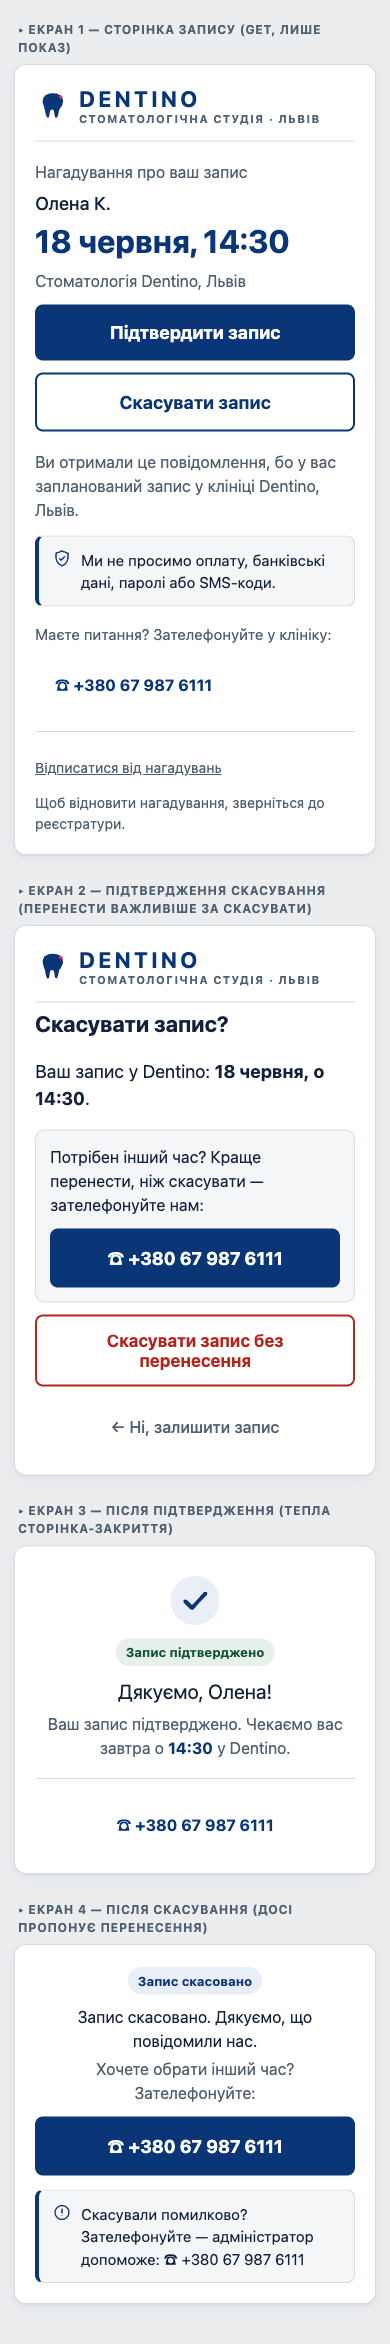 ▸ ЕКРАН 1 — СТОРІНКА ЗАПИСУ (GET, ЛИШЕ
ПОКАЗ)
DENTINO
СТОМАТОЛОГІЧНА СТУДІЯ · ЛЬВІВ
Нагадування про ваш запис
Олена К.
18 червня, 14:30
Стоматологія Dentino, Львів
Підтвердити запис
Скасувати запис
Ви отримали це повідомлення, бо у вас
запланований запис у клініці Dentino,
Львів.
Ми не просимо оплату, банківські
дані, паролі або SMS-коди.
Маєте питання? Зателефонуйте у клініку:
☎ +380 67 987 6111
Відписатися від нагадувань
Щоб відновити нагадування, зверніться до
реєстратури.
▸ ЕКРАН 2 — ПІДТВЕРДЖЕННЯ СКАСУВАННЯ
(ПЕРЕНЕСТИ ВАЖЛИВІШЕ ЗА СКАСУВАТИ)
DENTINO
СТОМАТОЛОГІЧНА СТУДІЯ · ЛЬВІВ
Скасувати запис?
Ваш запис у Dentino: 18 червня, о
14:30.
Потрібен інший час? Краще
перенести, ніж скасувати —
зателефонуйте нам:
☎ +380 67 987 6111
Скасувати запис без
перенесення
← Ні, залишити запис
▸ ЕКРАН 3 — ПІСЛЯ ПІДТВЕРДЖЕННЯ (ТЕПЛА
СТОРІНКА-ЗАКРИТТЯ)
Запис підтверджено
Дякуємо, Олена!
Ваш запис підтверджено. Чекаємо вас
завтра о 14:30 у Dentino.
☎ +380 67 987 6111
▸ ЕКРАН 4 — ПІСЛЯ СКАСУВАННЯ (ДОСІ
ПРОПОНУЄ ПЕРЕНЕСЕННЯ)
Запис скасовано
Запис скасовано. Дякуємо, що
повідомили нас.
Хочете обрати інший час?
Зателефонуйте:
☎ +380 67 987 6111
Скасували помилково?
Зателефонуйте — адміністратор
допоможе: ☎ +380 67 987 6111